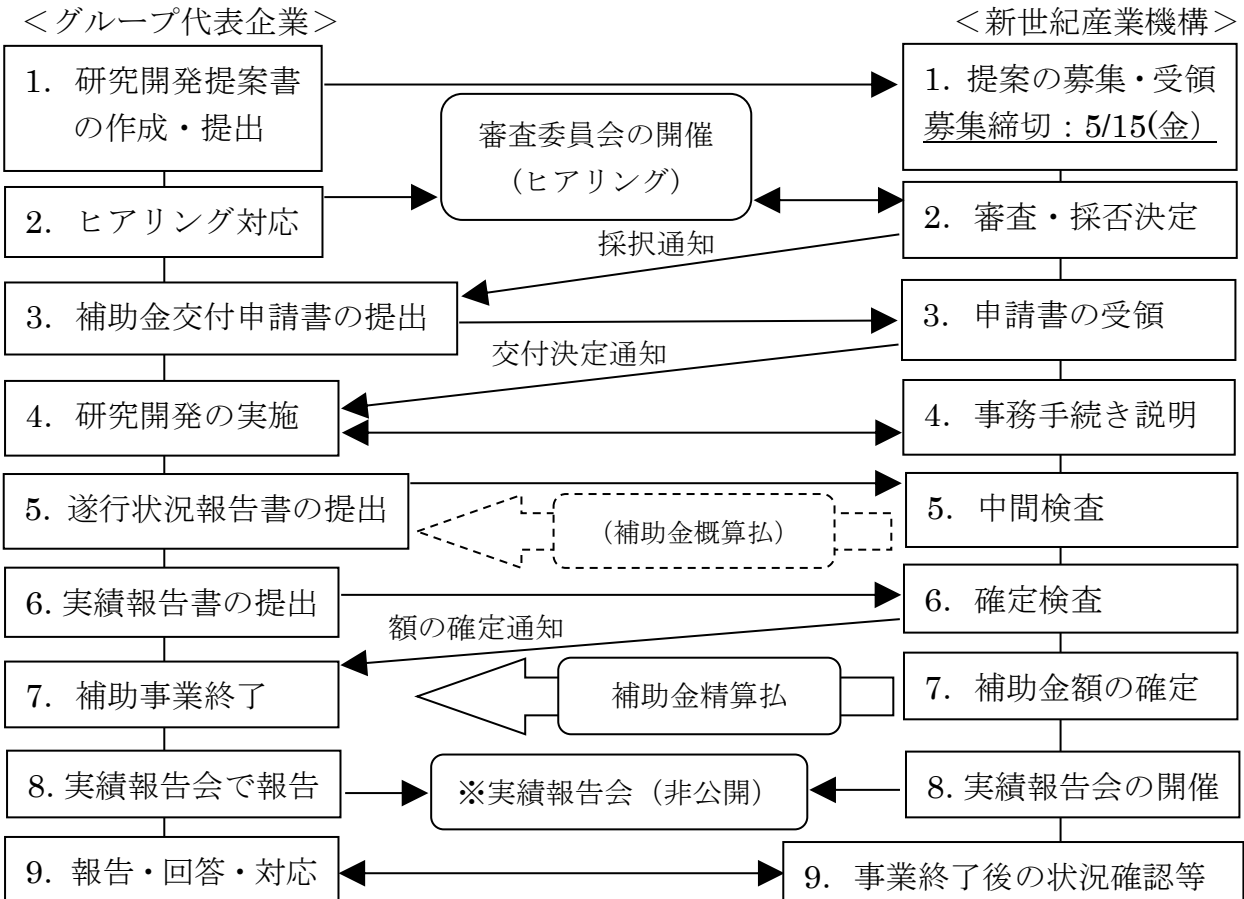 ＜グループ代表企業＞
＜新世紀産業機構＞
1. 研究開発提案書
の作成・提出
審査委員会の開催
（ヒアリング）
1. 提案の募集・受領
募集締切：5/15(金)
2. ヒアリング対応
2. 審査・採否決定
採択通知
3. 補助金交付申請書の提出
3. 申請書の受領
交付決定通知
4. 研究開発の実施
4. 事務手続き説明
5. 遂行状況報告書の提出
（補助金概算払）
5. 中間検査
6. 実績報告書の提出
6. 確定検査
額の確定通知
7. 補助事業終了
補助金精算払
7. 補助金額の確定
8. 実績報告会で報告
※実績報告会（非公開）
8. 実績報告会の開催
9. 報告・回答・対応
9. 事業終了後の状況確認等